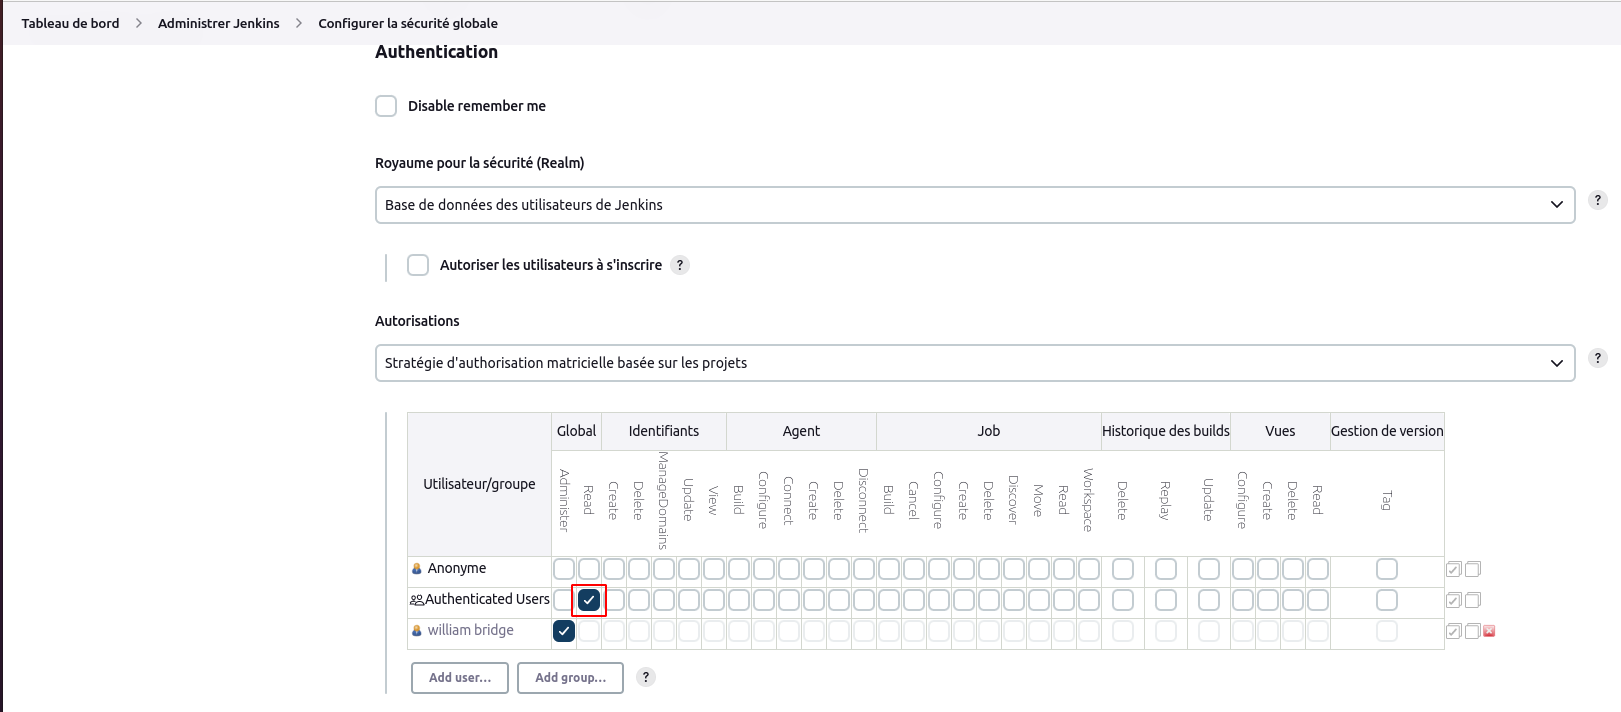 Tableau de bord > Administrer Jenkins > Configurer la sécurité globale
Authentication
Disable remember me
Royaume pour la sécurité (Realm)
Base de données des utilisateurs de Jenkins
?
Autoriser les utilisateurs à s'inscrire ?
Autorisations
Stratégie d'authorisation matricielle basée sur les projets
?
Global Identifiants Agent Job Historique des builds Vues Gestion de version
Utilisateur/groupe
Administer
Read
Create
Delete
ManageDomains
Update
View
Build
Configure
Connect
Create
Delete
Disconnect
Build
Cancel
Configure
Create
Delete
Discover
Move
Read
Workspace
Delete
Replay
Update
Configure
Create
Delete
Read
Tag
Anonyme
Authenticated Users
william bridge
Add user... Add group... ?